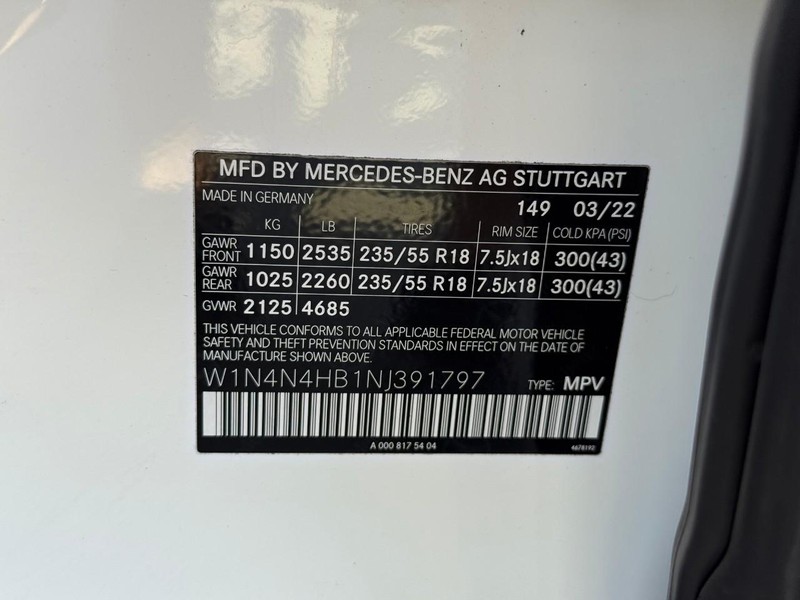 MFD BY MERCEDES-BENZ AG STUTTGART
MADE IN GERMANY 149 03/22
KG LB TIRES RIM SIZE COLD KPA (PSI)
GAWR FRONT 1150 2535 235/55 R18 7.5Jx18 300(43)
GAWR REAR 1025 2260 235/55 R18 7.5Jx18 300(43)
GVWR 2125 4685
THIS VEHICLE CONFORMS TO ALL APPLICABLE FEDERAL MOTOR VEHICLE
SAFETY AND THEFT PREVENTION STANDARDS IN EFFECT ON THE DATE OF
MANUFACTURE SHOWN ABOVE.
W1N4N4HB1NJ391797 TYPE: MPV
A 000 817 54 04